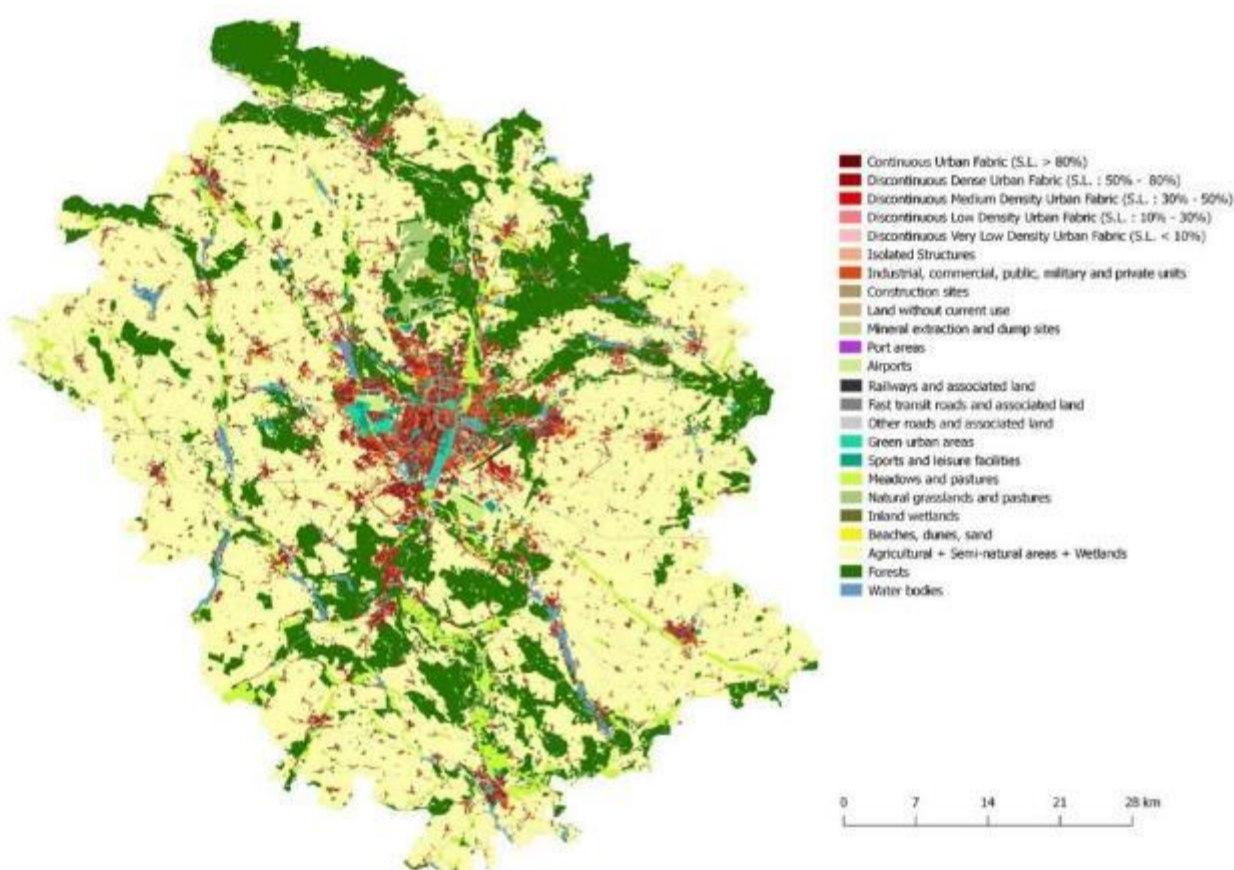 Continuous Urban Fabric (S.L. > 80%)
Discontinuous Dense Urban Fabric (S.L. : 50% - 80%)
Discontinuous Medium Density Urban Fabric (S.L. : 30% - 50%)
Discontinuous Low Density Urban Fabric (S.L. : 10% - 30%)
Discontinuous Very Low Density Urban Fabric (S.L. < 10%)
Isolated Structures
Industrial, commercial, public, military and private units
Construction sites
Land without current use
Mineral extraction and dump sites
Port areas
Airports
Railways and associated land
Fast transit roads and associated land
Other roads and associated land
Green urban areas
Sports and leisure facilities
Meadows and pastures
Natural grasslands and pastures
Inland wetlands
Beaches, dunes, sand
Agricultural + Semi-natural areas + Wetlands
Forests
Water bodies
0 7 14 21 28 km